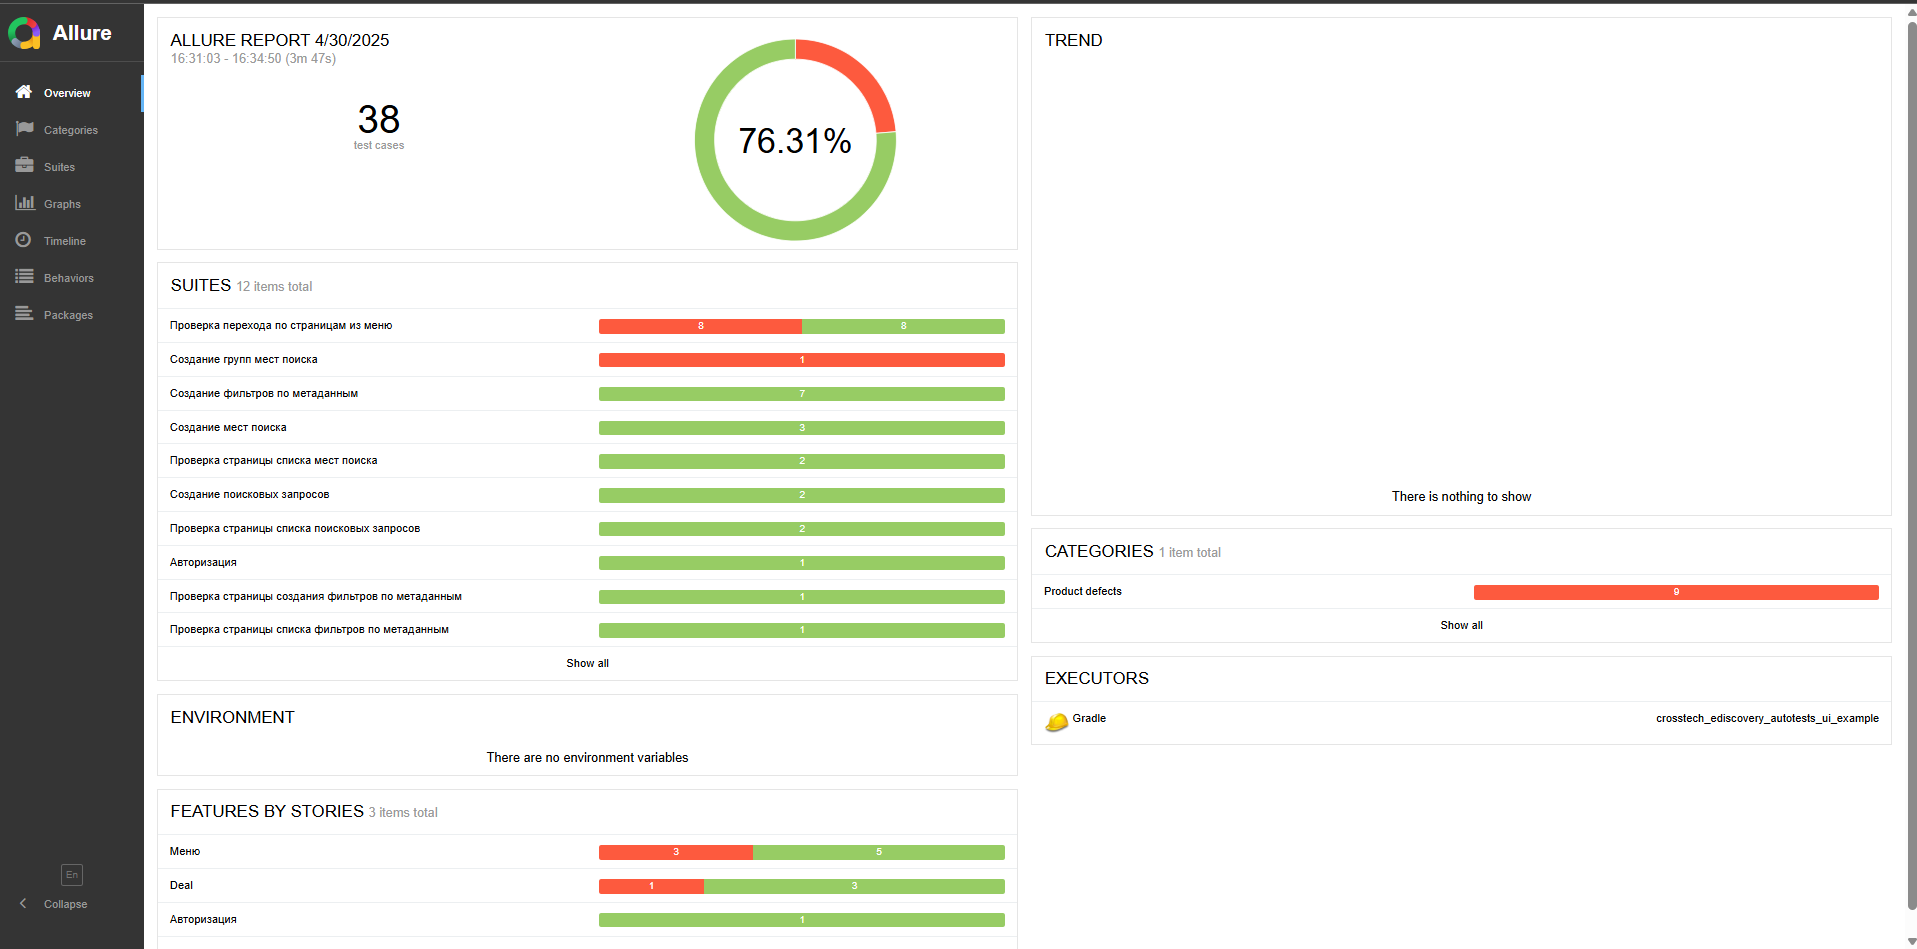 Allure
Overview
Categories
Suites
Graphs
Timeline
Behaviors
Packages
En
Collapse
ALLURE REPORT 4/30/2025
16:31:03 - 16:34:50 (3m 47s)
38
test cases
76.31%
SUITES 12 items total
Проверка перехода по страницам из меню 8 8
Создание групп мест поиска 1
Создание фильтров по метаданным 7
Создание мест поиска 3
Проверка страницы списка мест поиска 2
Создание поисковых запросов 2
Проверка страницы списка поисковых запросов 2
Авторизация 1
Проверка страницы создания фильтров по метаданным 1
Проверка страницы списка фильтров по метаданным 1
Show all
ENVIRONMENT
There are no environment variables
FEATURES BY STORIES 3 items total
Меню 3 5
Deal 1 3
Авторизация 1
TREND
There is nothing to show
CATEGORIES 1 item total
Product defects 9
Show all
EXECUTORS
Gradle crosstech_ediscovery_autotests_ui_example